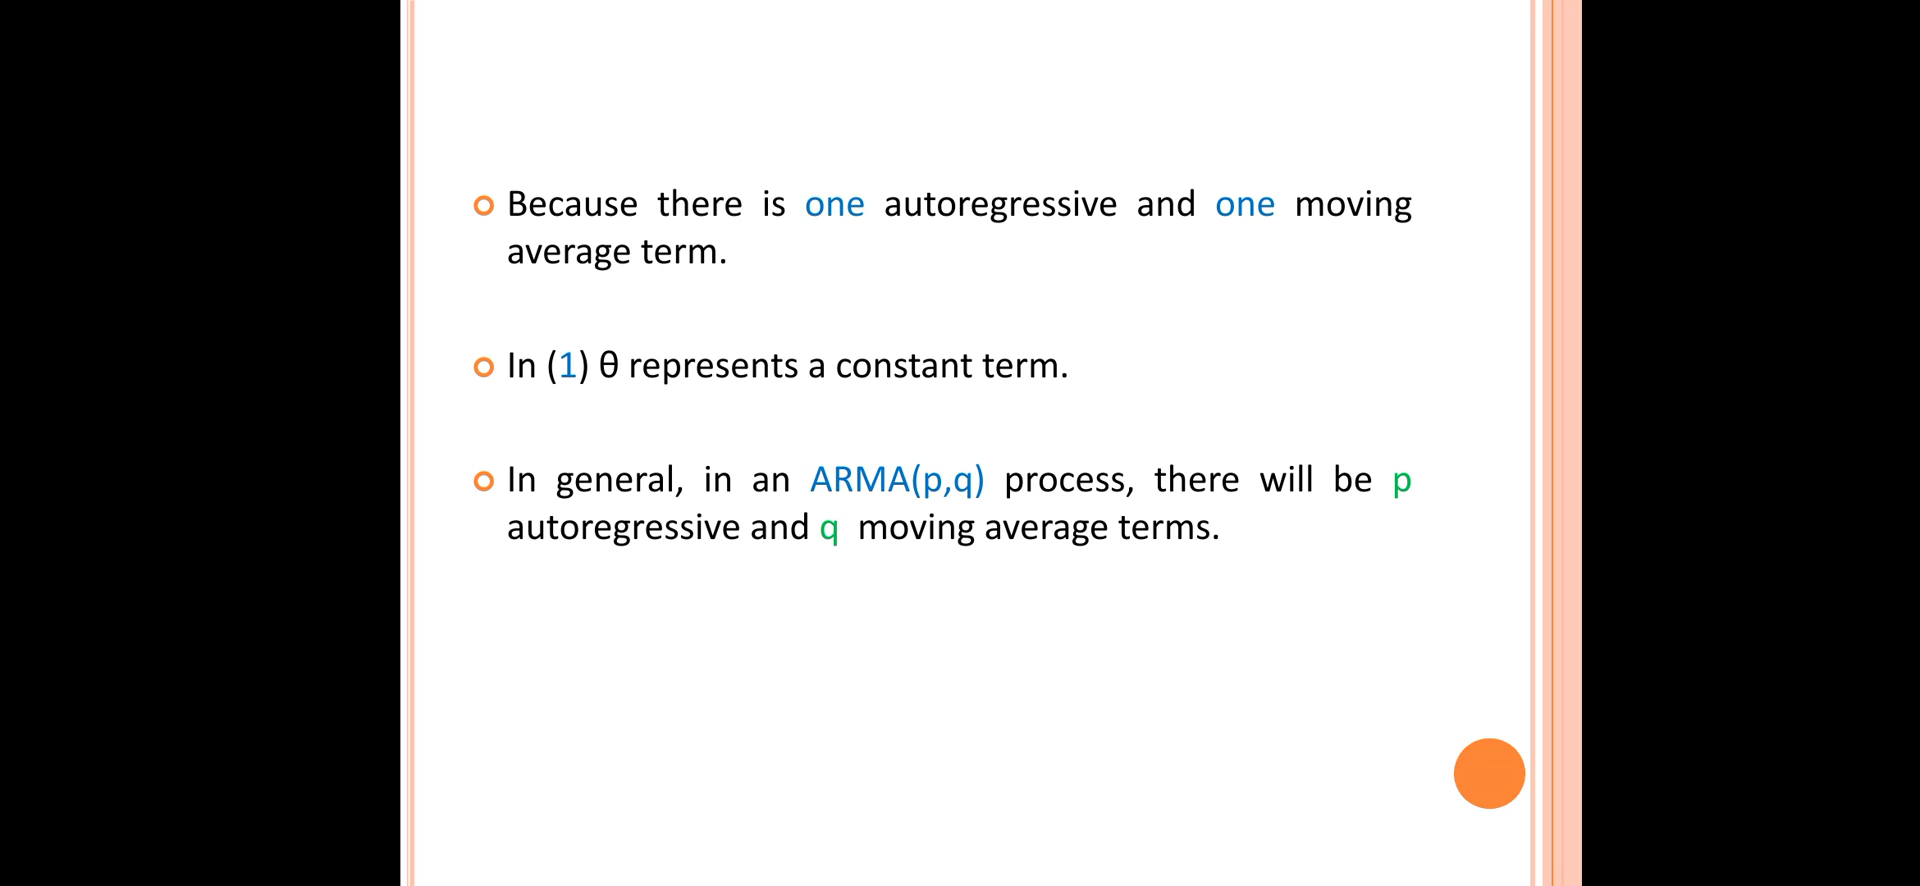 Because there is one autoregressive and one moving
average term.
In (1) θ represents a constant term.
In general, in an ARMA(p,q) process, there will be p
autoregressive and q moving average terms.